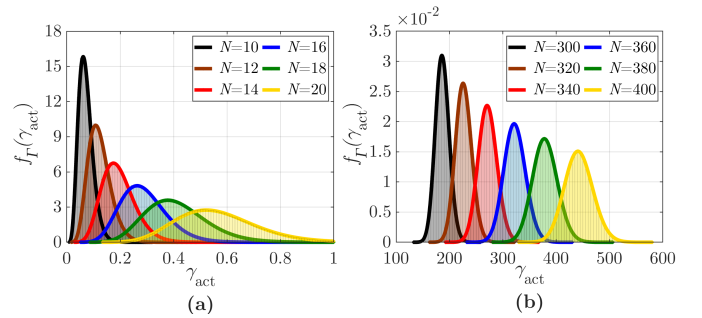 ×10⁻²
18
15
12
9
6
3
0
f_Γ(γ_act)
N=10
N=12
N=14
N=16
N=18
N=20
0 0.2 0.4 0.6 0.8 1
γ_act
(a)
3.5
3
2.5
2
1.5
1
0.5
0
f_Γ(γ_act)
N=300
N=320
N=340
N=360
N=380
N=400
100 200 300 400 500 600
γ_act
(b)